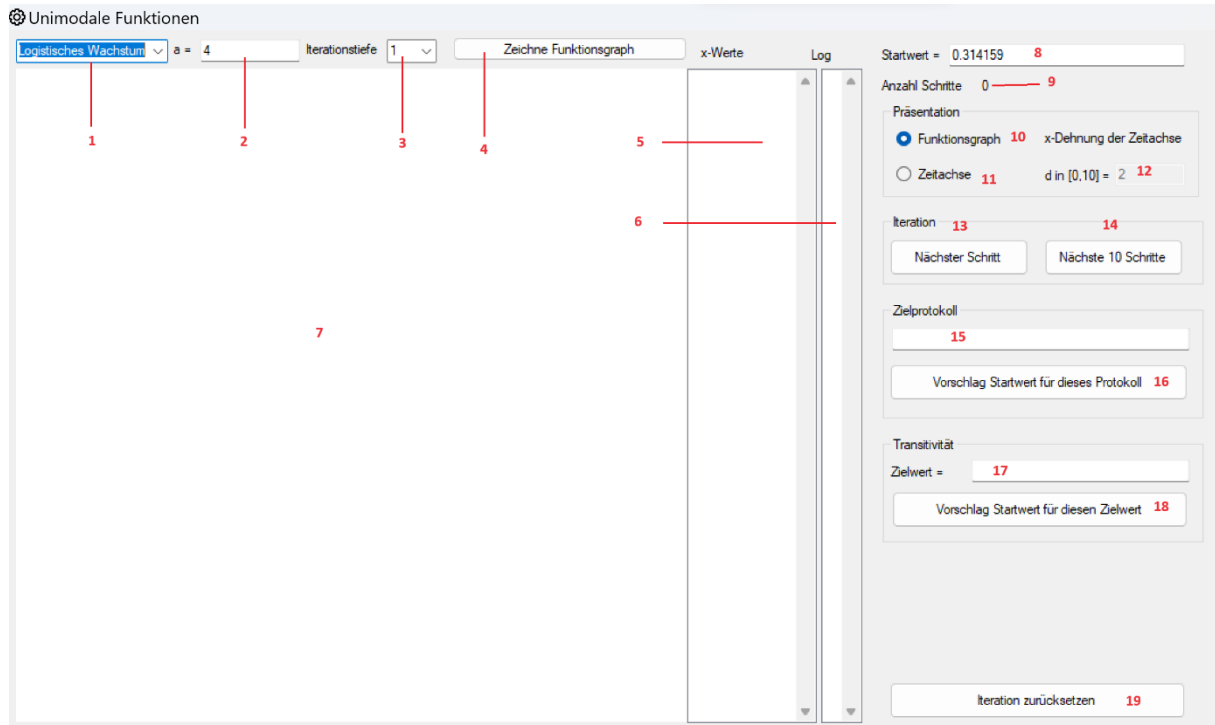 Unimodale Funktionen
Logistisches Wachstum a = 4 Iterationstiefe 1 Zeichne Funktionsgraph x-Werte Log Startwert = 0.314159 8
Anzahl Schritte 0 9
Präsentation
1 2 3 4 5 Funktionsgraph 10 x-Dehnung der Zeitachse
Zeitachse 11 d in [0,10] = 2 12
6 Iteration 13 14
Nächster Schritt Nächste 10 Schritte
Zielprotokoll
7 15
Vorschlag Startwert für dieses Protokoll 16
Transitivität
Zielwert = 17
Vorschlag Startwert für diesen Zielwert 18
Iteration zurücksetzen 19